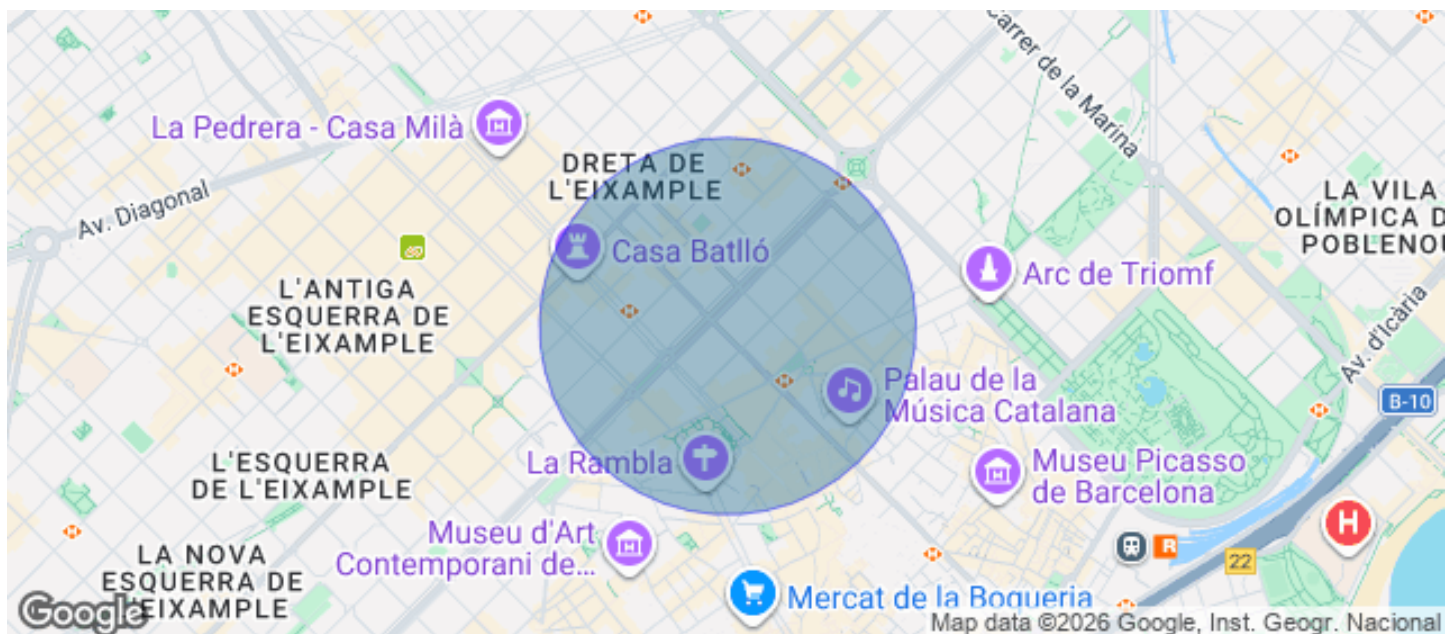 Carrer de la Marina
La Pedrera - Casa Milà
DRETA DE
L'EIXAMPLE
Av. Diagonal
LA VILA
OLÍMPICA D
POBLENOU
Casa Batlló
Arc de Triomf
L'ANTIGA
ESQUERRA DE
L'EIXAMPLE
Av. d'Icària
Palau de la
Música Catalana
B-10
La Rambla
L'ESQUERRA
DE L'EIXAMPLE
Museu Picasso
de Barcelona
Museu d'Art
Contemporani de...
H
R
22
LA NOVA
ESQUERRA DE
L'EIXAMPLE
Mercat de la Boqueria
Google
Map data ©2026 Google, Inst. Geogr. Nacional